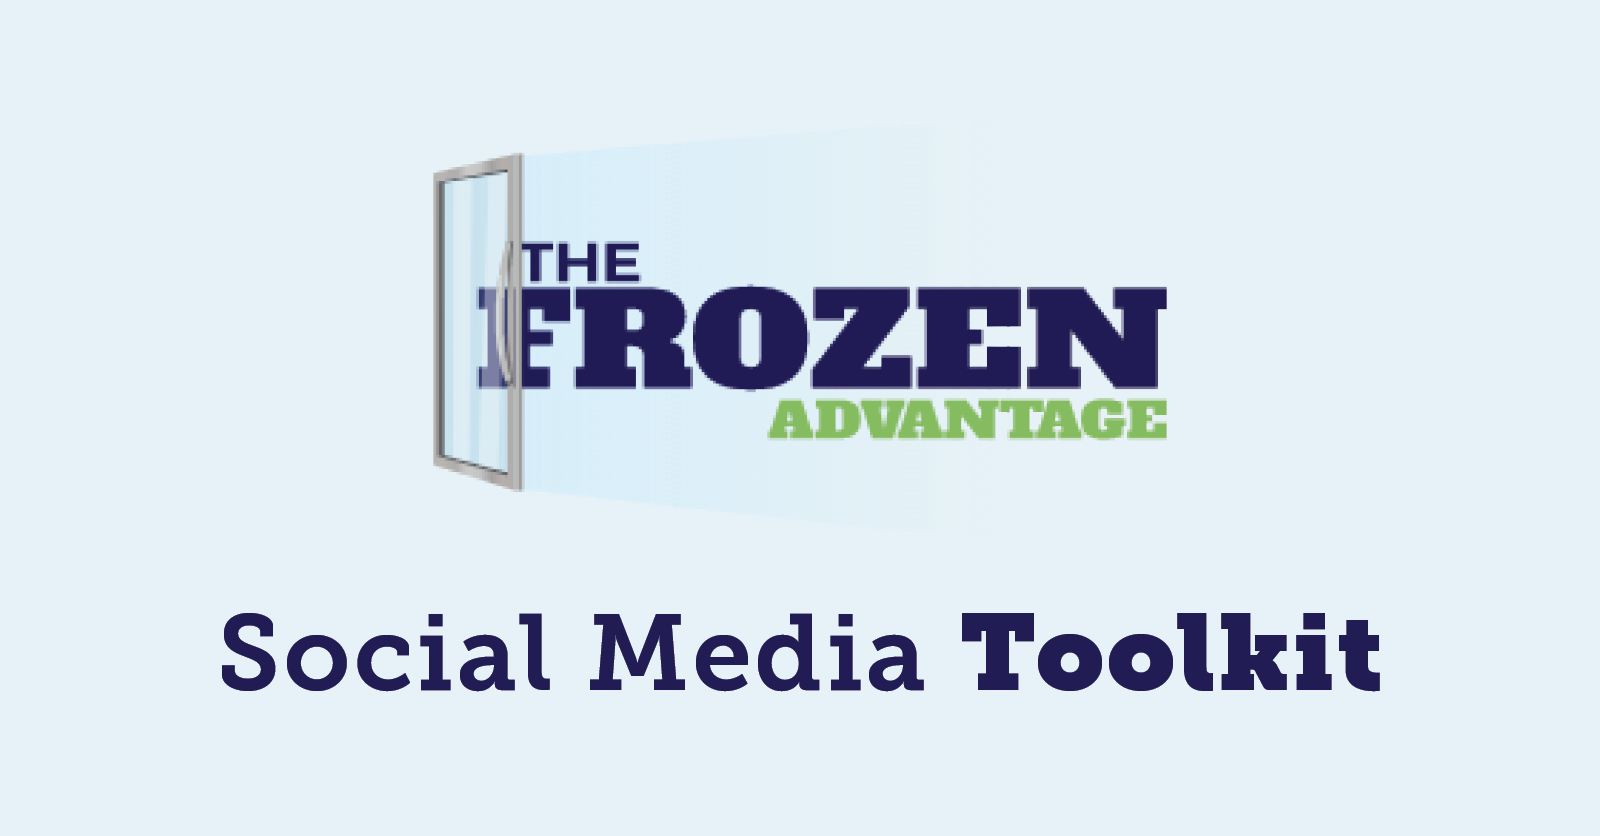 THE
FROZEN
ADVANTAGE
Social Media Toolkit